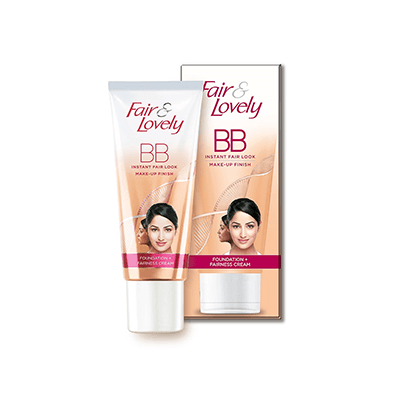 Fair &
Lovely
BB
INSTANT FAIR LOOK
MAKE-UP FINISH
FOUNDATION +
FAIRNESS CREAM
Fair &
Lovely
BB
INSTANT FAIR LOOK
MAKE-UP FINISH
FOUNDATION +
FAIRNESS CREAM